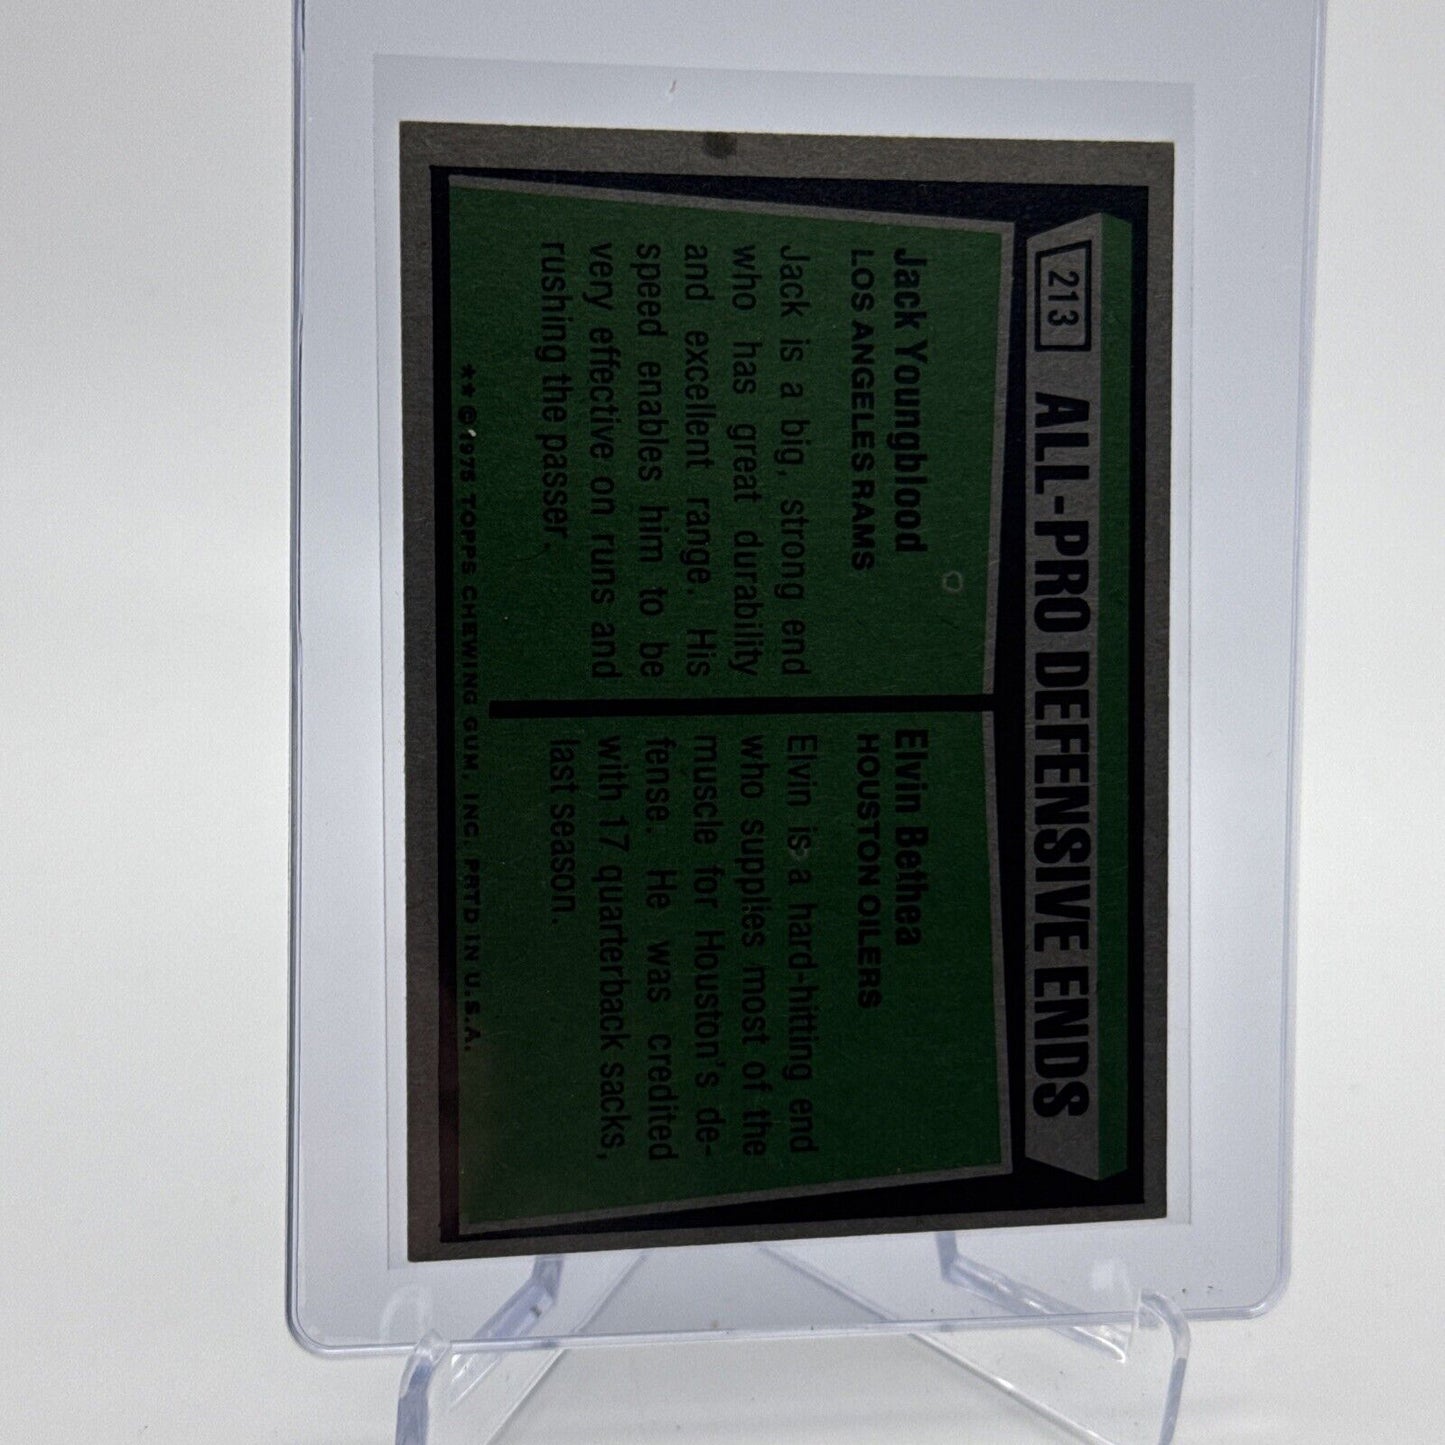 213 ALL-PRO DEFENSIVE ENDS
Jack Youngblood
LOS ANGELES RAMS
Jack is a big, strong end
who has great durability
and excellent range. His
speed enables him to be
very effective on runs and
rushing the passer.
Elvin Bethea
HOUSTON OILERS
Elvin is a hard-hitting end
who supplies most of the
muscle for Houston's de-
fense. He was credited
with 17 quarterback sacks,
last season.
** © 1975 TOPPS CHEWING GUM, INC. PRTD IN U.S.A.